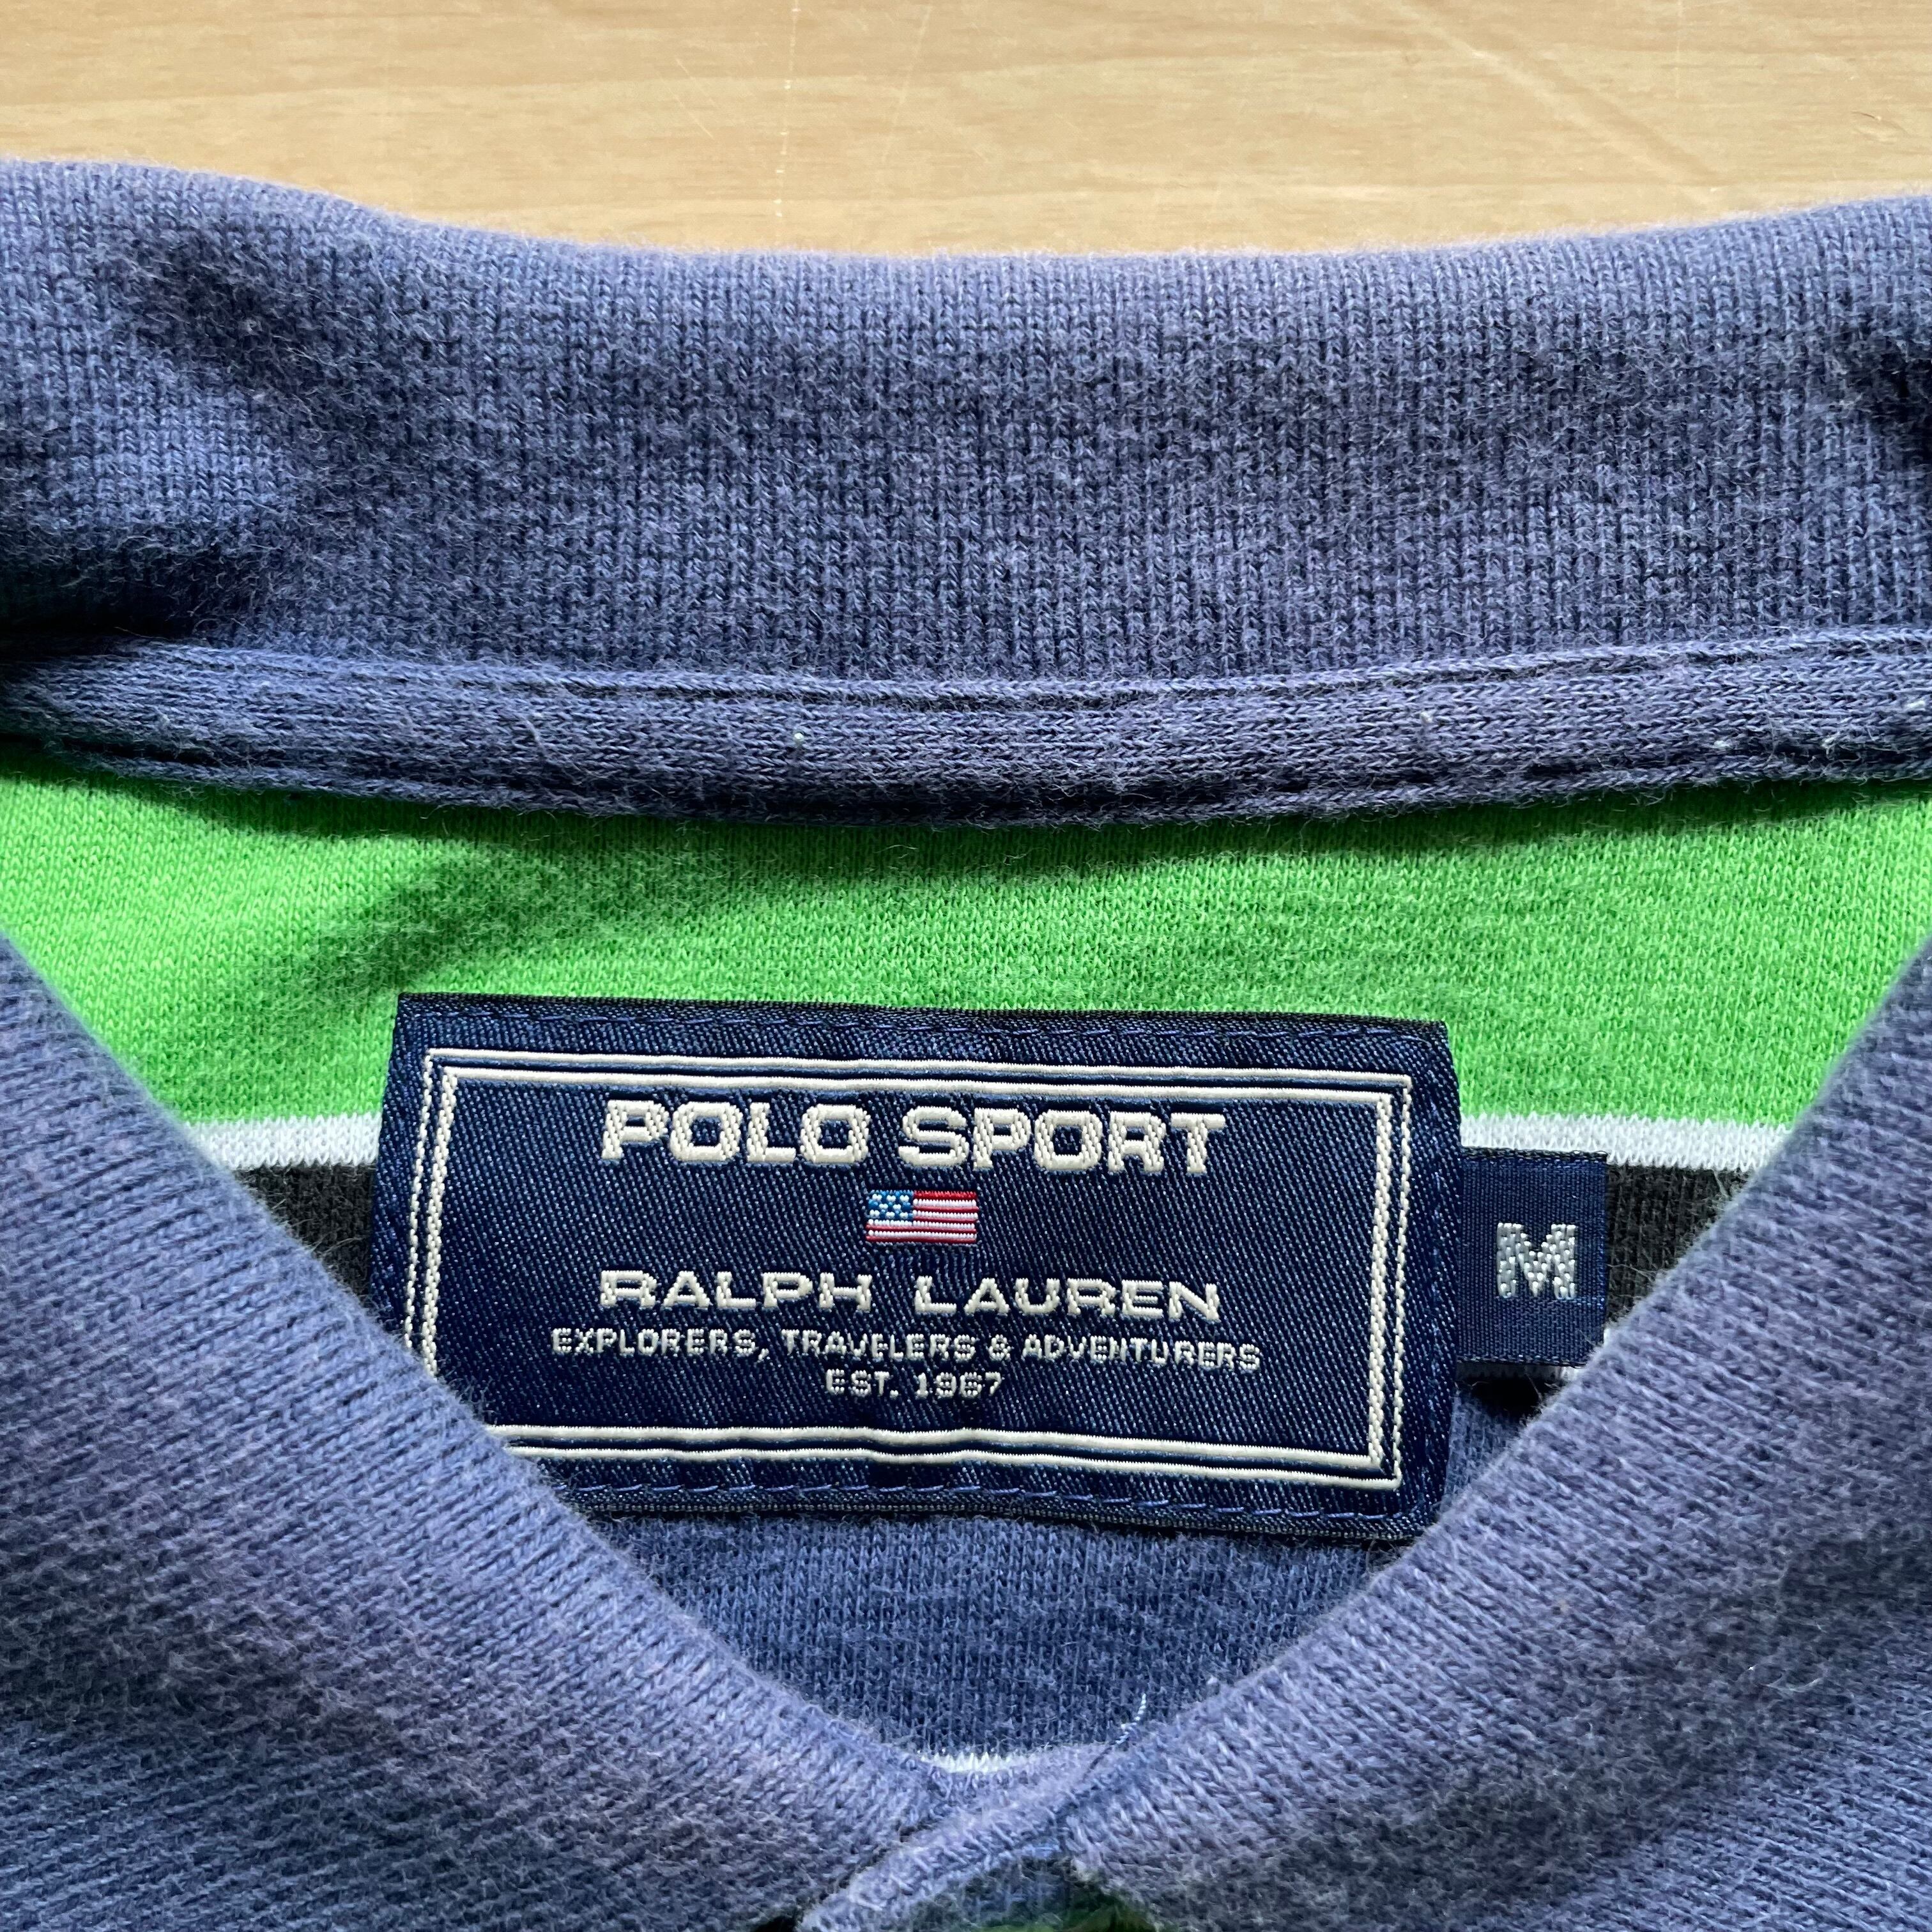 POLO SPORT
RALPH LAUREN
EXPLORERS, TRAVELERS & ADVENTURERS
EST. 1967
M